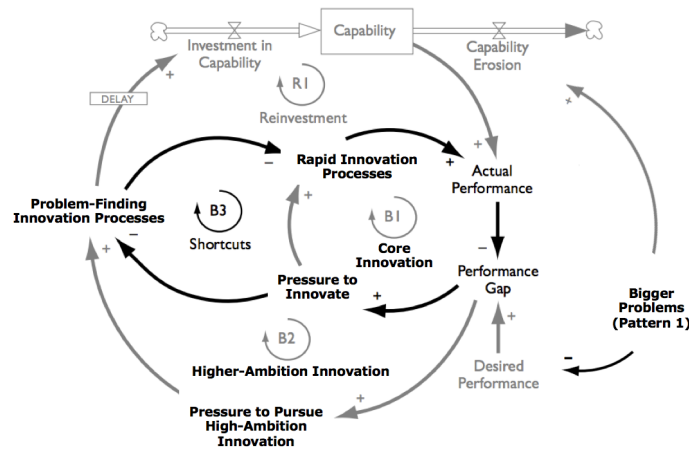 Capability
Investment in
Capability
Capability
Erosion
+
DELAY
R1
Reinvestment
+
+
Rapid Innovation
Processes
−
+
Actual
Performance
Problem-Finding
Innovation Processes
B3
Shortcuts
+
B1
Core
Innovation
−
+
−
Pressure to
Innovate
+
Performance
Gap
Bigger
Problems
(Pattern 1)
B2
+
−
Higher-Ambition Innovation
Desired
Performance
+
Pressure to Pursue
High-Ambition
Innovation